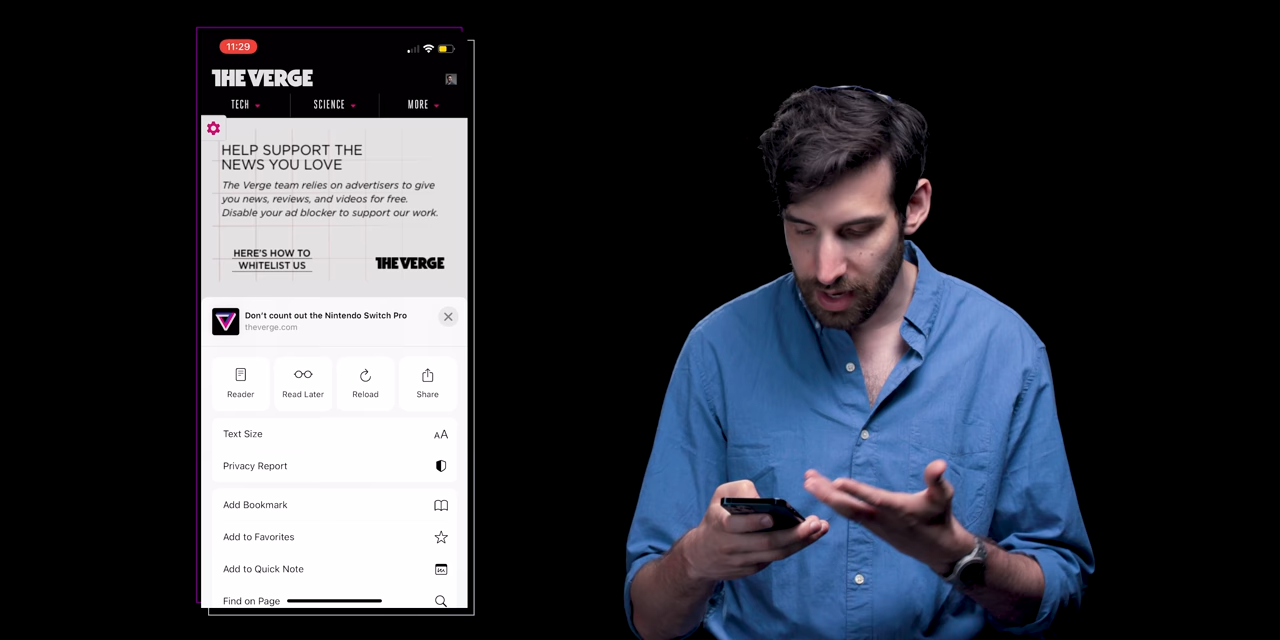 11:29
THE VERGE
TECH SCIENCE MORE
HELP SUPPORT THE
NEWS YOU LOVE
The Verge team relies on advertisers to give
you news, reviews, and videos for free.
Disable your ad blocker to support our work.
HERE'S HOW TO
WHITELIST US
THE VERGE
Don't count out the Nintendo Switch Pro
theverge.com
Reader Read Later Reload Share
Text Size AA
Privacy Report
Add Bookmark
Add to Favorites
Add to Quick Note
Find on Page